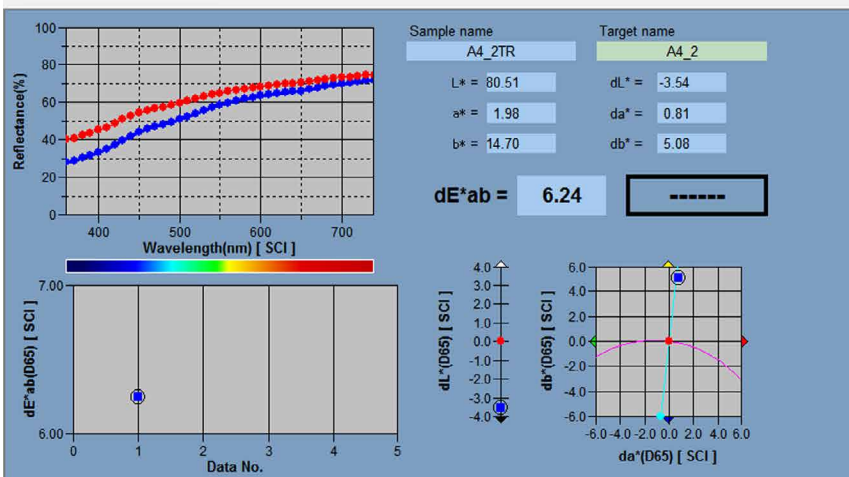 Sample name
Target name
A4_2TR
A4_2
L* = 80.51
dL* = -3.54
a* = 1.98
da* = 0.81
b* = 14.70
db* = 5.08
dE*ab = 6.24
------
100
80
60
40
20
0
Reflectance(%)
400 500 600 700
Wavelength(nm) [ SCI ]
7.00
6.00
dE*ab(D65) [ SCI ]
0 1 2 3 4 5
Data No.
4.0
3.0
2.0
1.0
0.0
-1.0
-2.0
-3.0
-4.0
dL*(D65) [ SCI ]
6.0
4.0
2.0
0.0
-2.0
-4.0
-6.0
db*(D65) [ SCI ]
-6.0 -4.0 -2.0 0.0 2.0 4.0 6.0
da*(D65) [ SCI ]